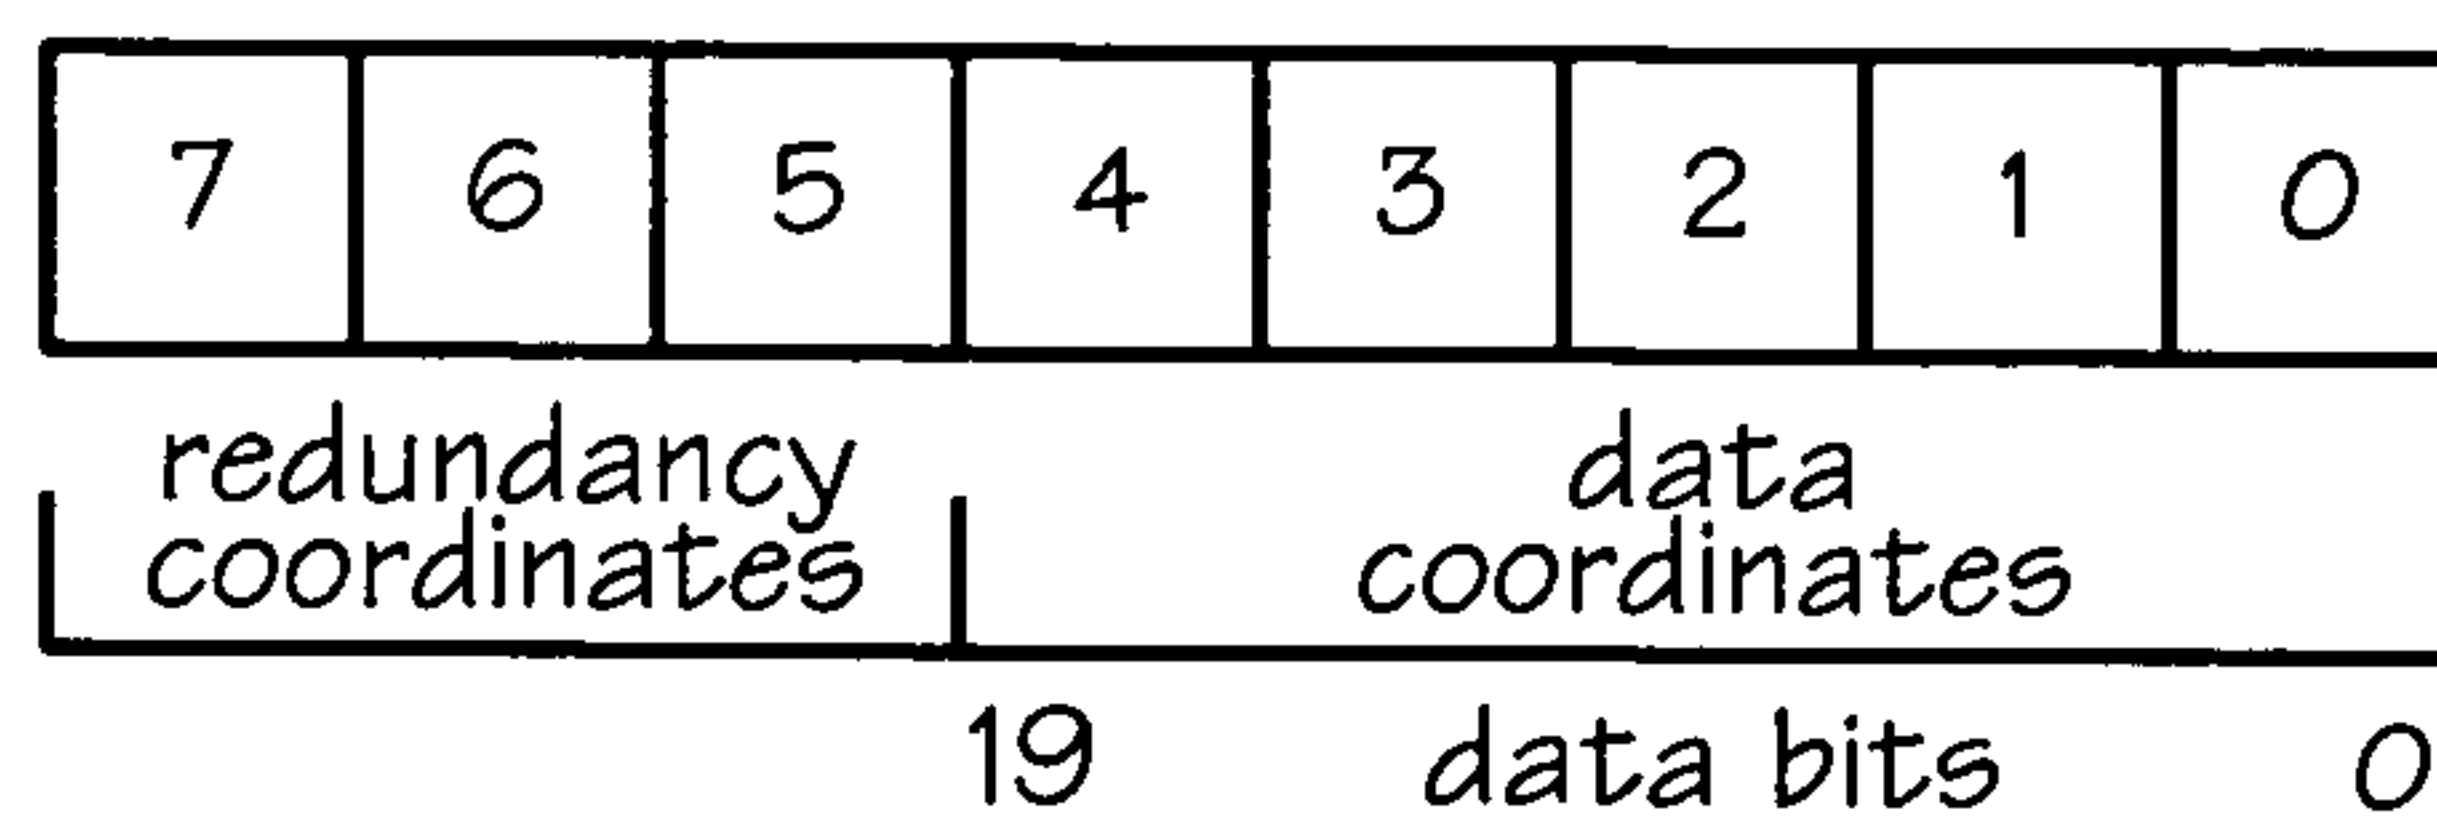 7 6 5 4 3 2 1 0
redundancy data
coordinates coordinates
19 data bits 0